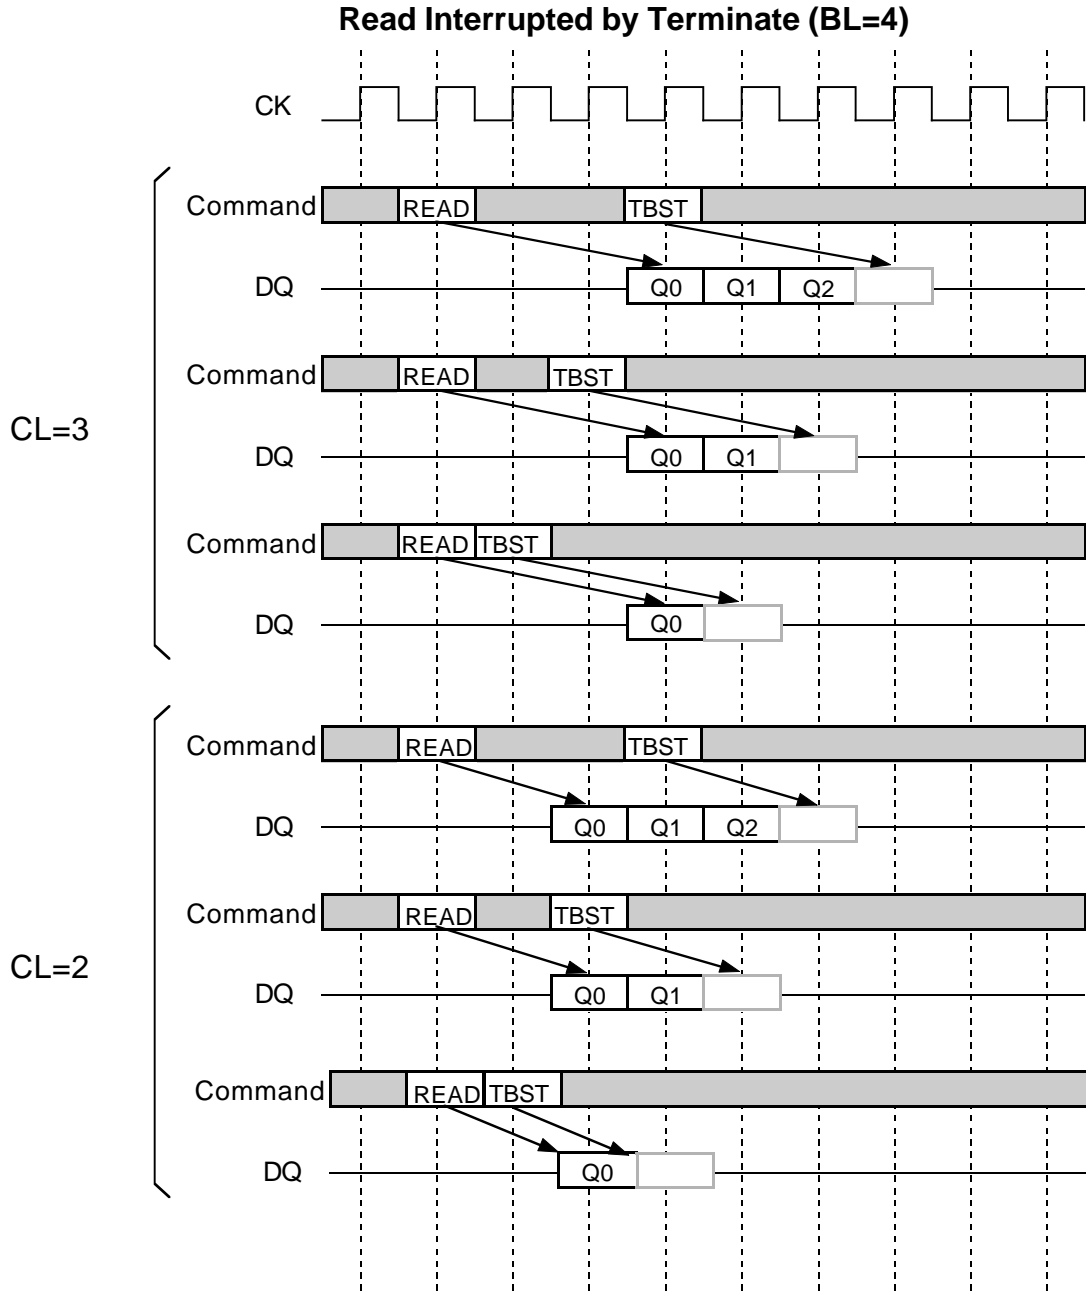 Read Interrupted by Terminate (BL=4)
CK
Command READ TBST
DQ Q0 Q1 Q2
Command READ TBST
CL=3
DQ Q0 Q1
Command READ TBST
DQ Q0
Command READ TBST
DQ Q0 Q1 Q2
Command READ TBST
CL=2
DQ Q0 Q1
Command READ TBST
DQ Q0